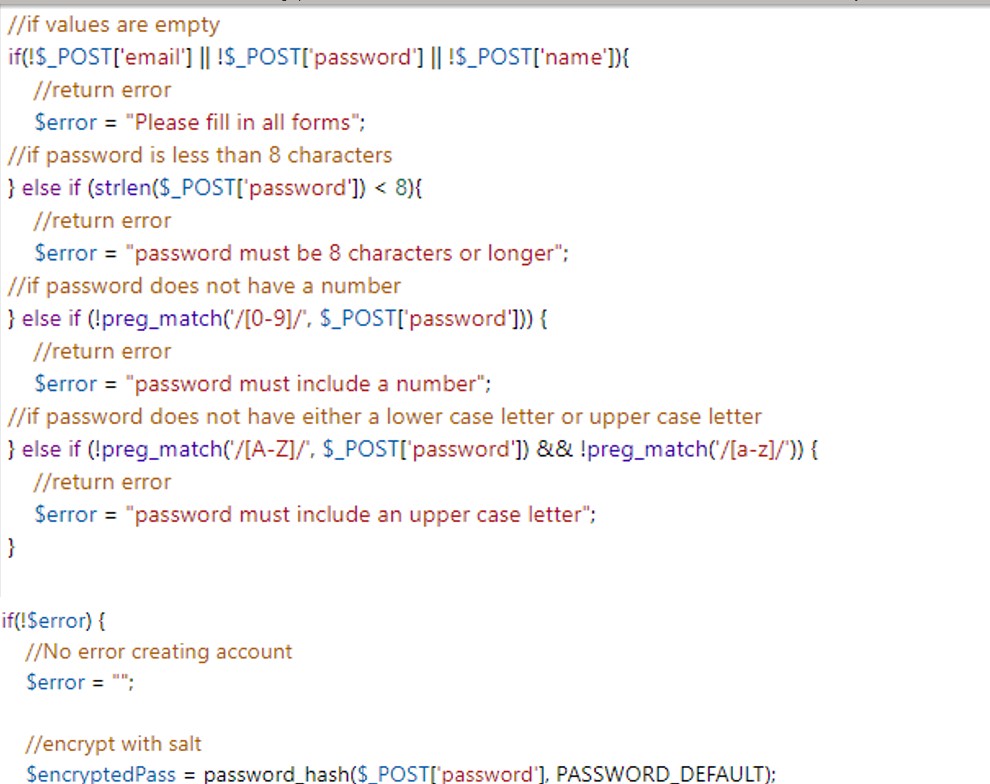 //if values are empty
if(!$_POST['email'] || !$_POST['password'] || !$_POST['name']){
//return error
$error = "Please fill in all forms";
//if password is less than 8 characters
} else if (strlen($_POST['password']) < 8){
//return error
$error = "password must be 8 characters or longer";
//if password does not have a number
} else if (!preg_match('/[0-9]/', $_POST['password'])) {
//return error
$error = "password must include a number";
//if password does not have either a lower case letter or upper case letter
} else if (!preg_match('/[A-Z]/', $_POST['password']) && !preg_match('/[a-z]/')) {
//return error
$error = "password must include an upper case letter";
}
if(!$error) {
//No error creating account
$error = "";
//encrypt with salt
$encryptedPass = password_hash($_POST['password'], PASSWORD_DEFAULT);